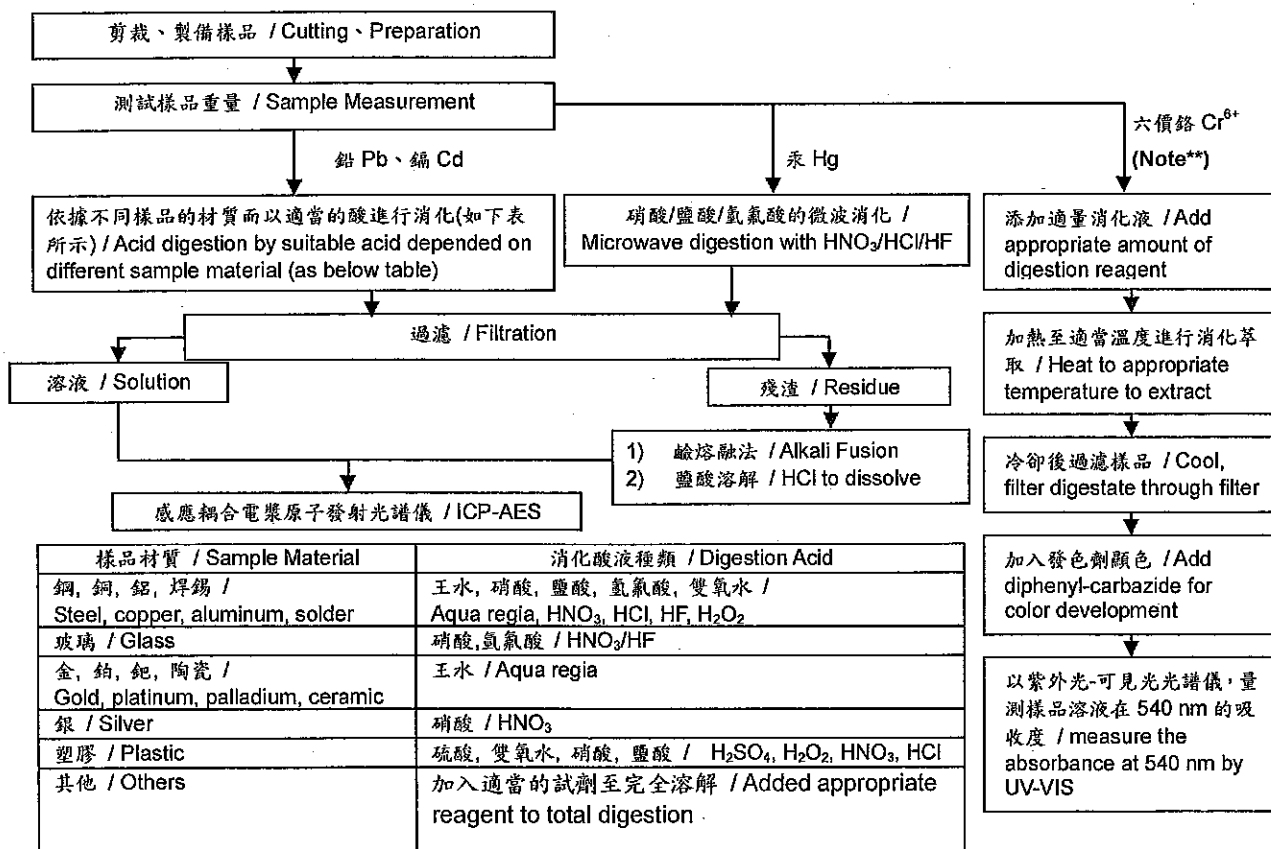 剪裁、製備樣品 / Cutting、Preparation
測試樣品重量 / Sample Measurement
鉛 Pb、鎘 Cd
汞 Hg
六價鉻 Cr⁶⁺
(Note**)
依據不同樣品的材質而以適當的酸進行消化(如下表
所示) / Acid digestion by suitable acid depended on
different sample material (as below table)
硝酸/鹽酸/氫氟酸的微波消化 /
Microwave digestion with HNO₃/HCl/HF
添加適量消化液 / Add
appropriate amount of
digestion reagent
過濾 / Filtration
溶液 / Solution
殘渣 / Residue
1) 鹼熔融法 / Alkali Fusion
2) 鹽酸溶解 / HCl to dissolve
感應耦合電漿原子發射光譜儀 / ICP-AES
加熱至適當溫度進行消化萃
取 / Heat to appropriate
temperature to extract
冷卻後過濾樣品 / Cool,
filter digestate through filter
加入發色劑顯色 / Add
diphenyl-carbazide for
color development
以紫外光-可見光光譜儀,量
測樣品溶液在 540 nm 的吸
收度 / measure the
absorbance at 540 nm by
UV-VIS
樣品材質 / Sample Material
消化酸液種類 / Digestion Acid
鋼, 銅, 鋁, 焊錫 /
Steel, copper, aluminum, solder
王水, 硝酸, 鹽酸, 氫氟酸, 雙氧水 /
Aqua regia, HNO₃, HCl, HF, H₂O₂
玻璃 / Glass
硝酸,氫氟酸 / HNO₃/HF
金, 鉑, 鈀, 陶瓷 /
Gold, platinum, palladium, ceramic
王水 / Aqua regia
銀 / Silver
硝酸 / HNO₃
塑膠 / Plastic
硫酸, 雙氧水, 硝酸, 鹽酸 / H₂SO₄, H₂O₂, HNO₃, HCl
其他 / Others
加入適當的試劑至完全溶解 / Added appropriate
reagent to total digestion